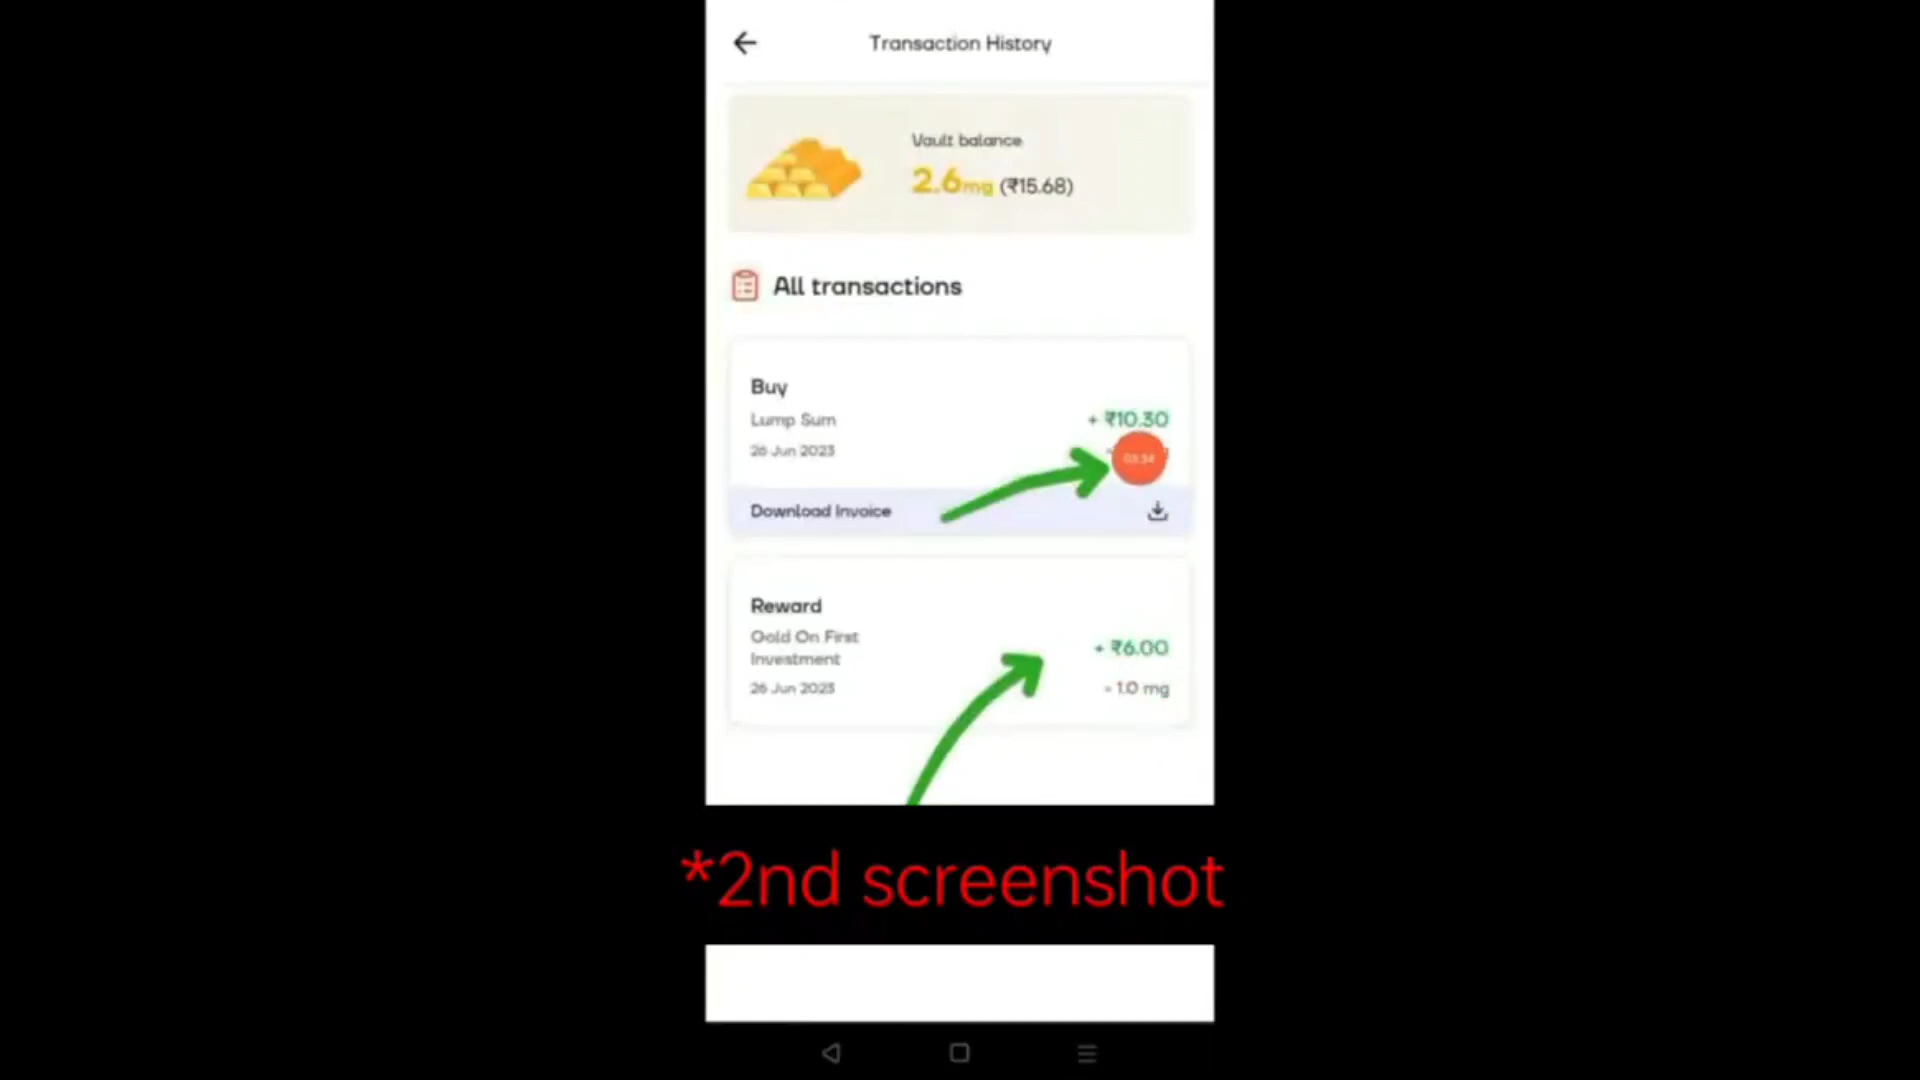 Transaction History
Vault balance
2.6mg (₹15.68)
All transactions
Buy
Lump Sum
+ ₹10.30
26 Jun 2023
Download Invoice
Reward
Gold On First
Investment
+ ₹6.00
26 Jun 2023
≈ 1.0 mg
*2nd screenshot